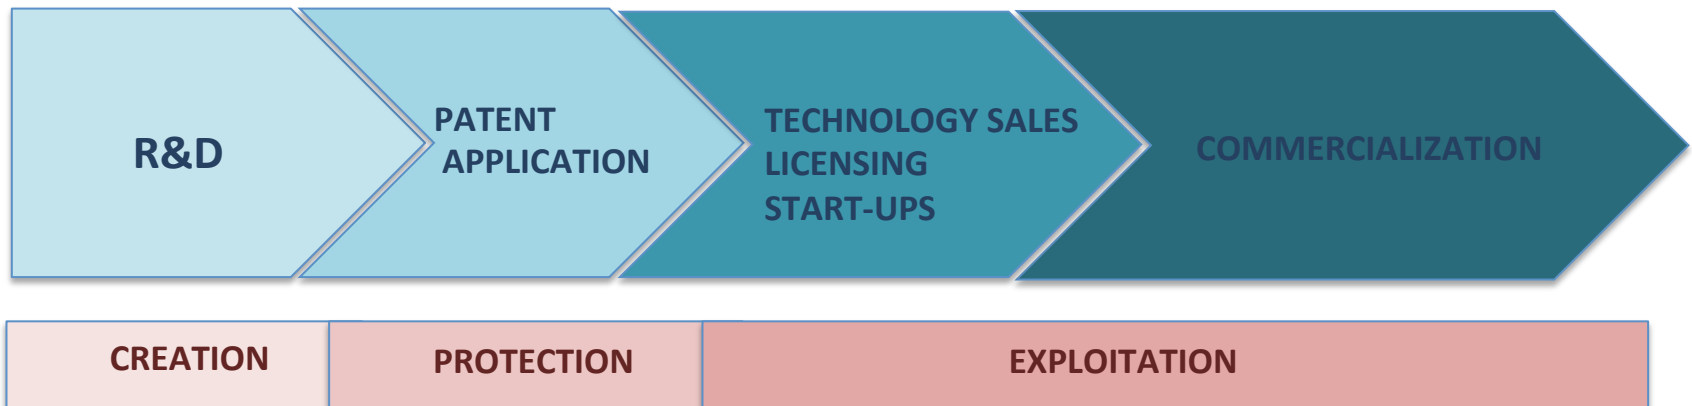 R&D
PATENT
APPLICATION
TECHNOLOGY SALES
LICENSING
START-UPS
COMMERCIALIZATION
CREATION
PROTECTION
EXPLOITATION